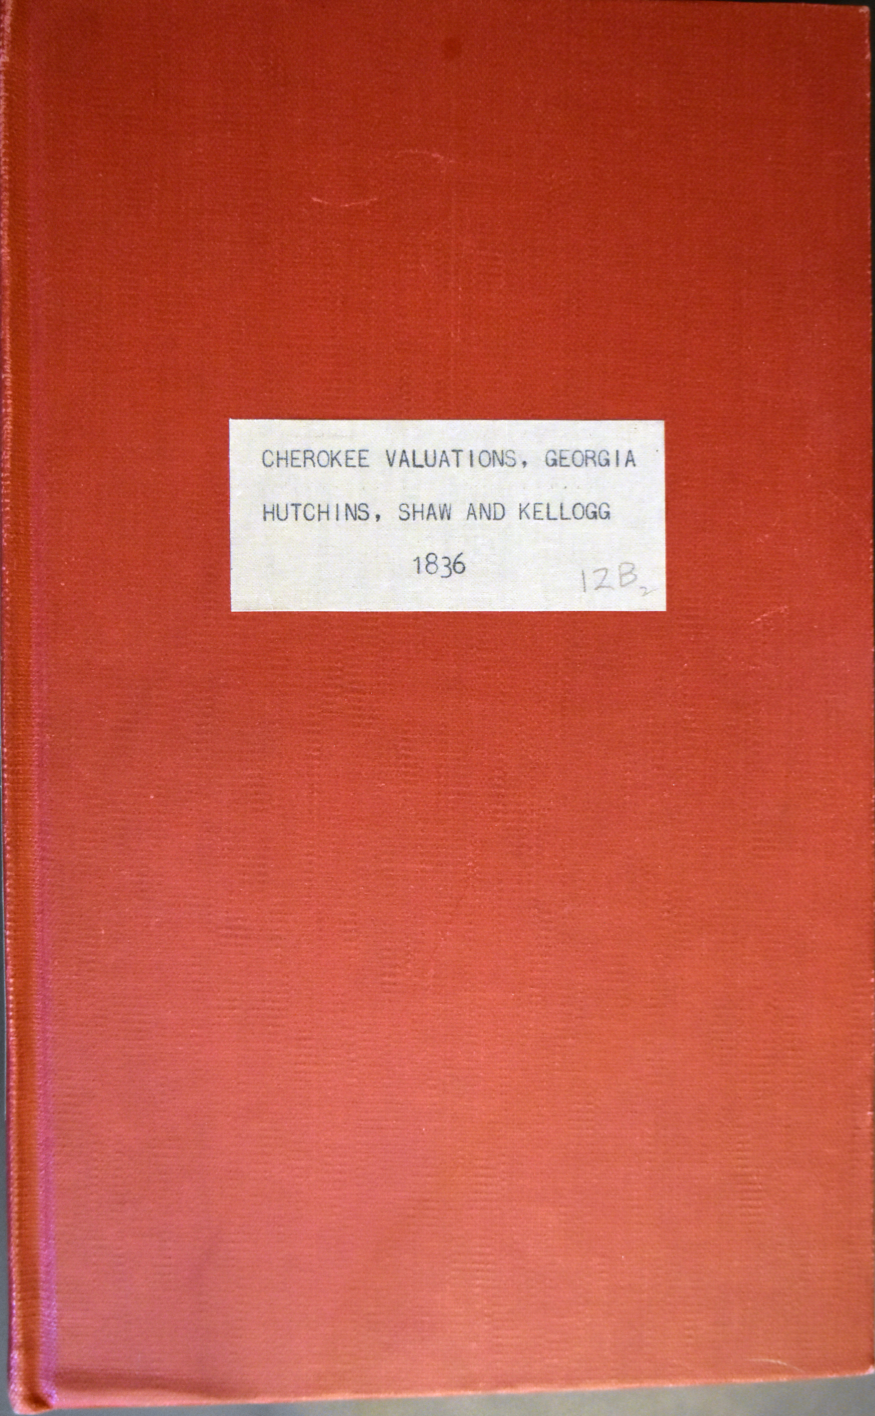 CHEROKEE VALUATIONS, GEORGIA
HUTCHINS, SHAW AND KELLOGG
1836
12B₂